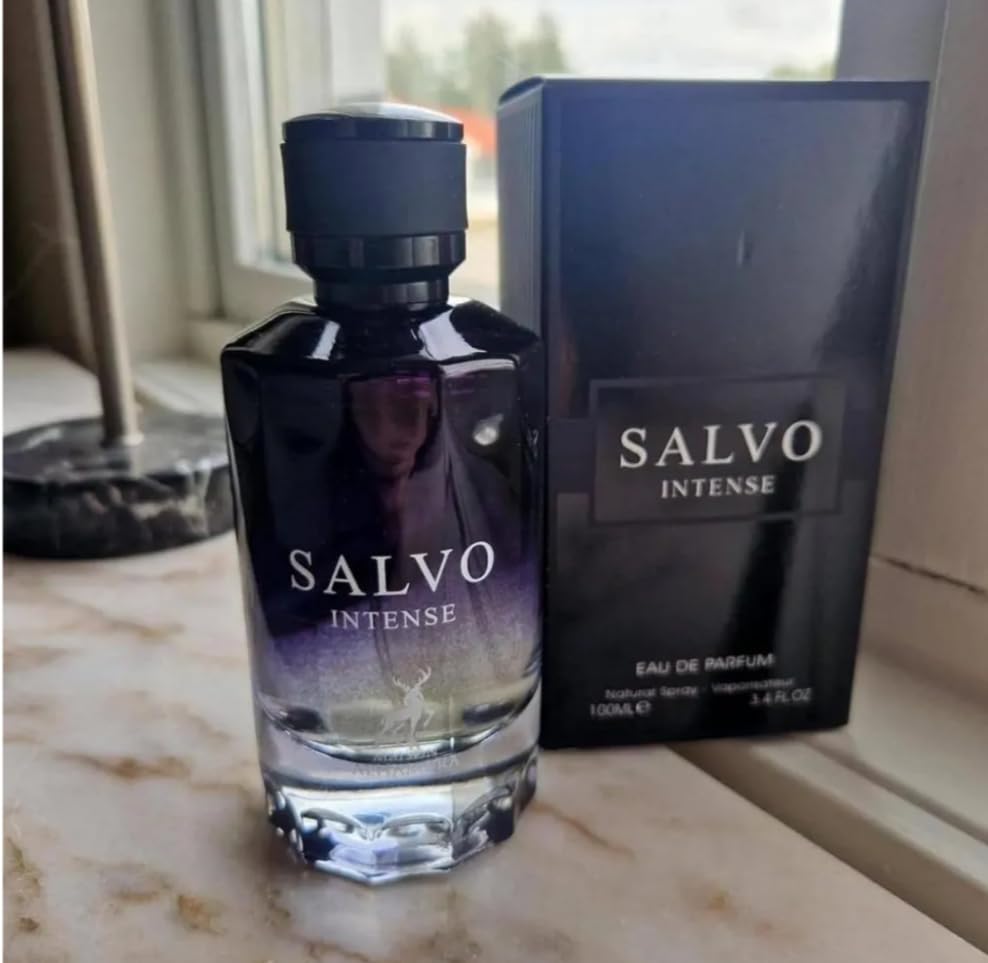 SALVO
INTENSE
SALVO
INTENSE
EAU DE PARFUM
Natural Spray - Vaporisateur
100ML e 3.4 FL OZ